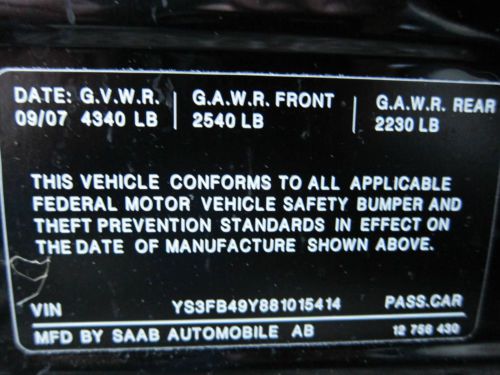 DATE: G.V.W.R. G.A.W.R. FRONT G.A.W.R. REAR
09/07 4340 LB 2540 LB 2230 LB
THIS VEHICLE CONFORMS TO ALL APPLICABLE
FEDERAL MOTOR VEHICLE SAFETY BUMPER AND
THEFT PREVENTION STANDARDS IN EFFECT ON
THE DATE OF MANUFACTURE SHOWN ABOVE.
VIN YS3FB49Y881015414 PASS.CAR
MFD BY SAAB AUTOMOBILE AB 12 756 430